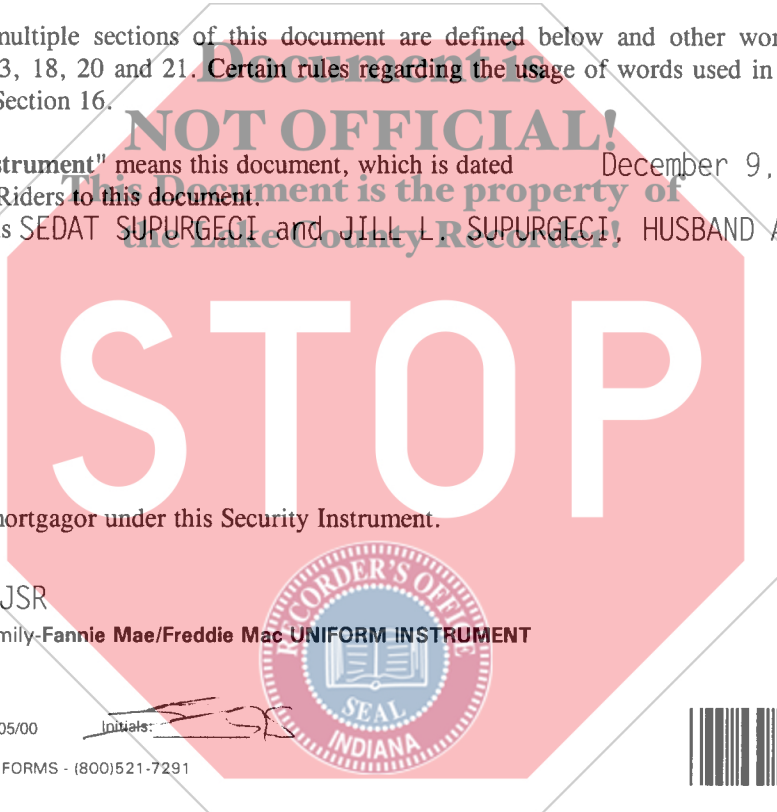 multiple sections of this document are defined below and other wor
3, 18, 20 and 21. Certain rules regarding the usage of words used in
Section 16.
Document is
NOT OFFICIAL!
This Document is the property of
the Lake County Recorder!
strument" means this document, which is dated December 9,
Riders to this document.
s SEDAT SUPURGECI and JILL L. SUPURGECI, HUSBAND A
STOP
mortgagor under this Security Instrument.
JSR
mily-Fannie Mae/Freddie Mac UNIFORM INSTRUMENT
RECORDER'S OFFICE
SEAL
INDIANA
05/00 Initials:
FORMS - (800)521-7291